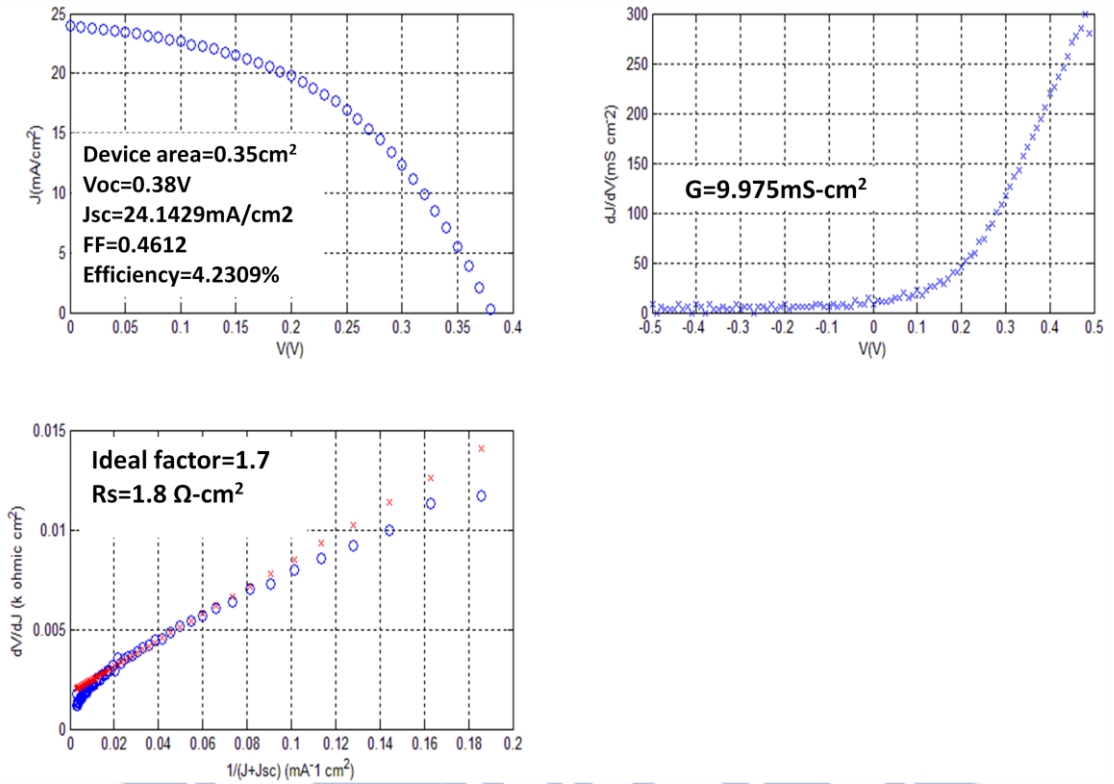 25
20
15
10
5
0
J(mA/cm²)
Device area=0.35cm²
Voc=0.38V
Jsc=24.1429mA/cm2
FF=0.4612
Efficiency=4.2309%
0 0.05 0.1 0.15 0.2 0.25 0.3 0.35 0.4
V(V)
300
250
200
150
100
50
0
dJ/dV(mS cm-2)
G=9.975mS-cm²
-0.5 -0.4 -0.3 -0.2 -0.1 0 0.1 0.2 0.3 0.4 0.5
V(V)
0.015
0.01
0.005
0
dV/dJ (k ohmic cm²)
Ideal factor=1.7
Rs=1.8 Ω-cm²
0 0.02 0.04 0.06 0.08 0.1 0.12 0.14 0.16 0.18 0.2
1/(J+Jsc) (mA⁻1 cm²)